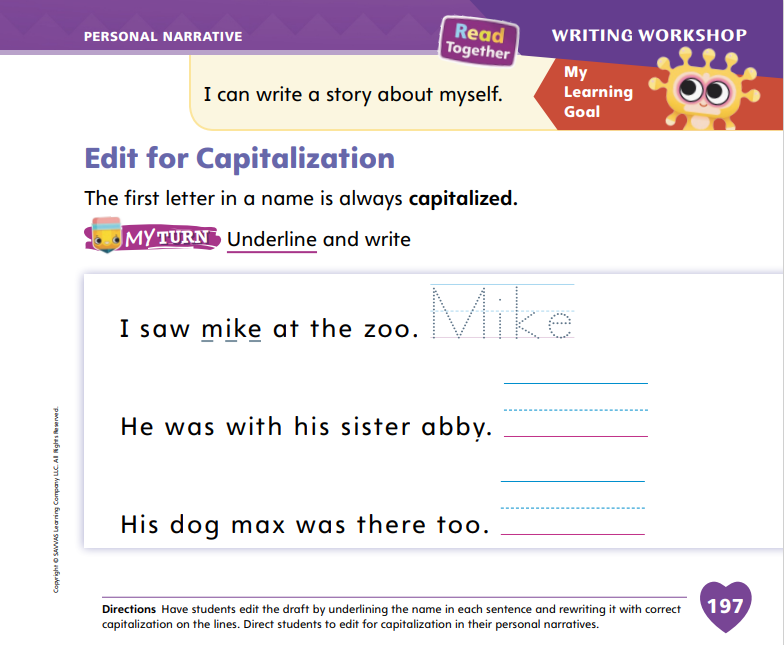 PERSONAL NARRATIVE
Read
Together
WRITING WORKSHOP
I can write a story about myself.
My
Learning
Goal
Edit for Capitalization
The first letter in a name is always capitalized.
MY TURN Underline and write
I saw mike at the zoo. Mike
He was with his sister abby.
His dog max was there too.
Copyright © SAVVAS Learning Company LLC. All Rights Reserved.
Directions Have students edit the draft by underlining the name in each sentence and rewriting it with correct
capitalization on the lines. Direct students to edit for capitalization in their personal narratives.
197